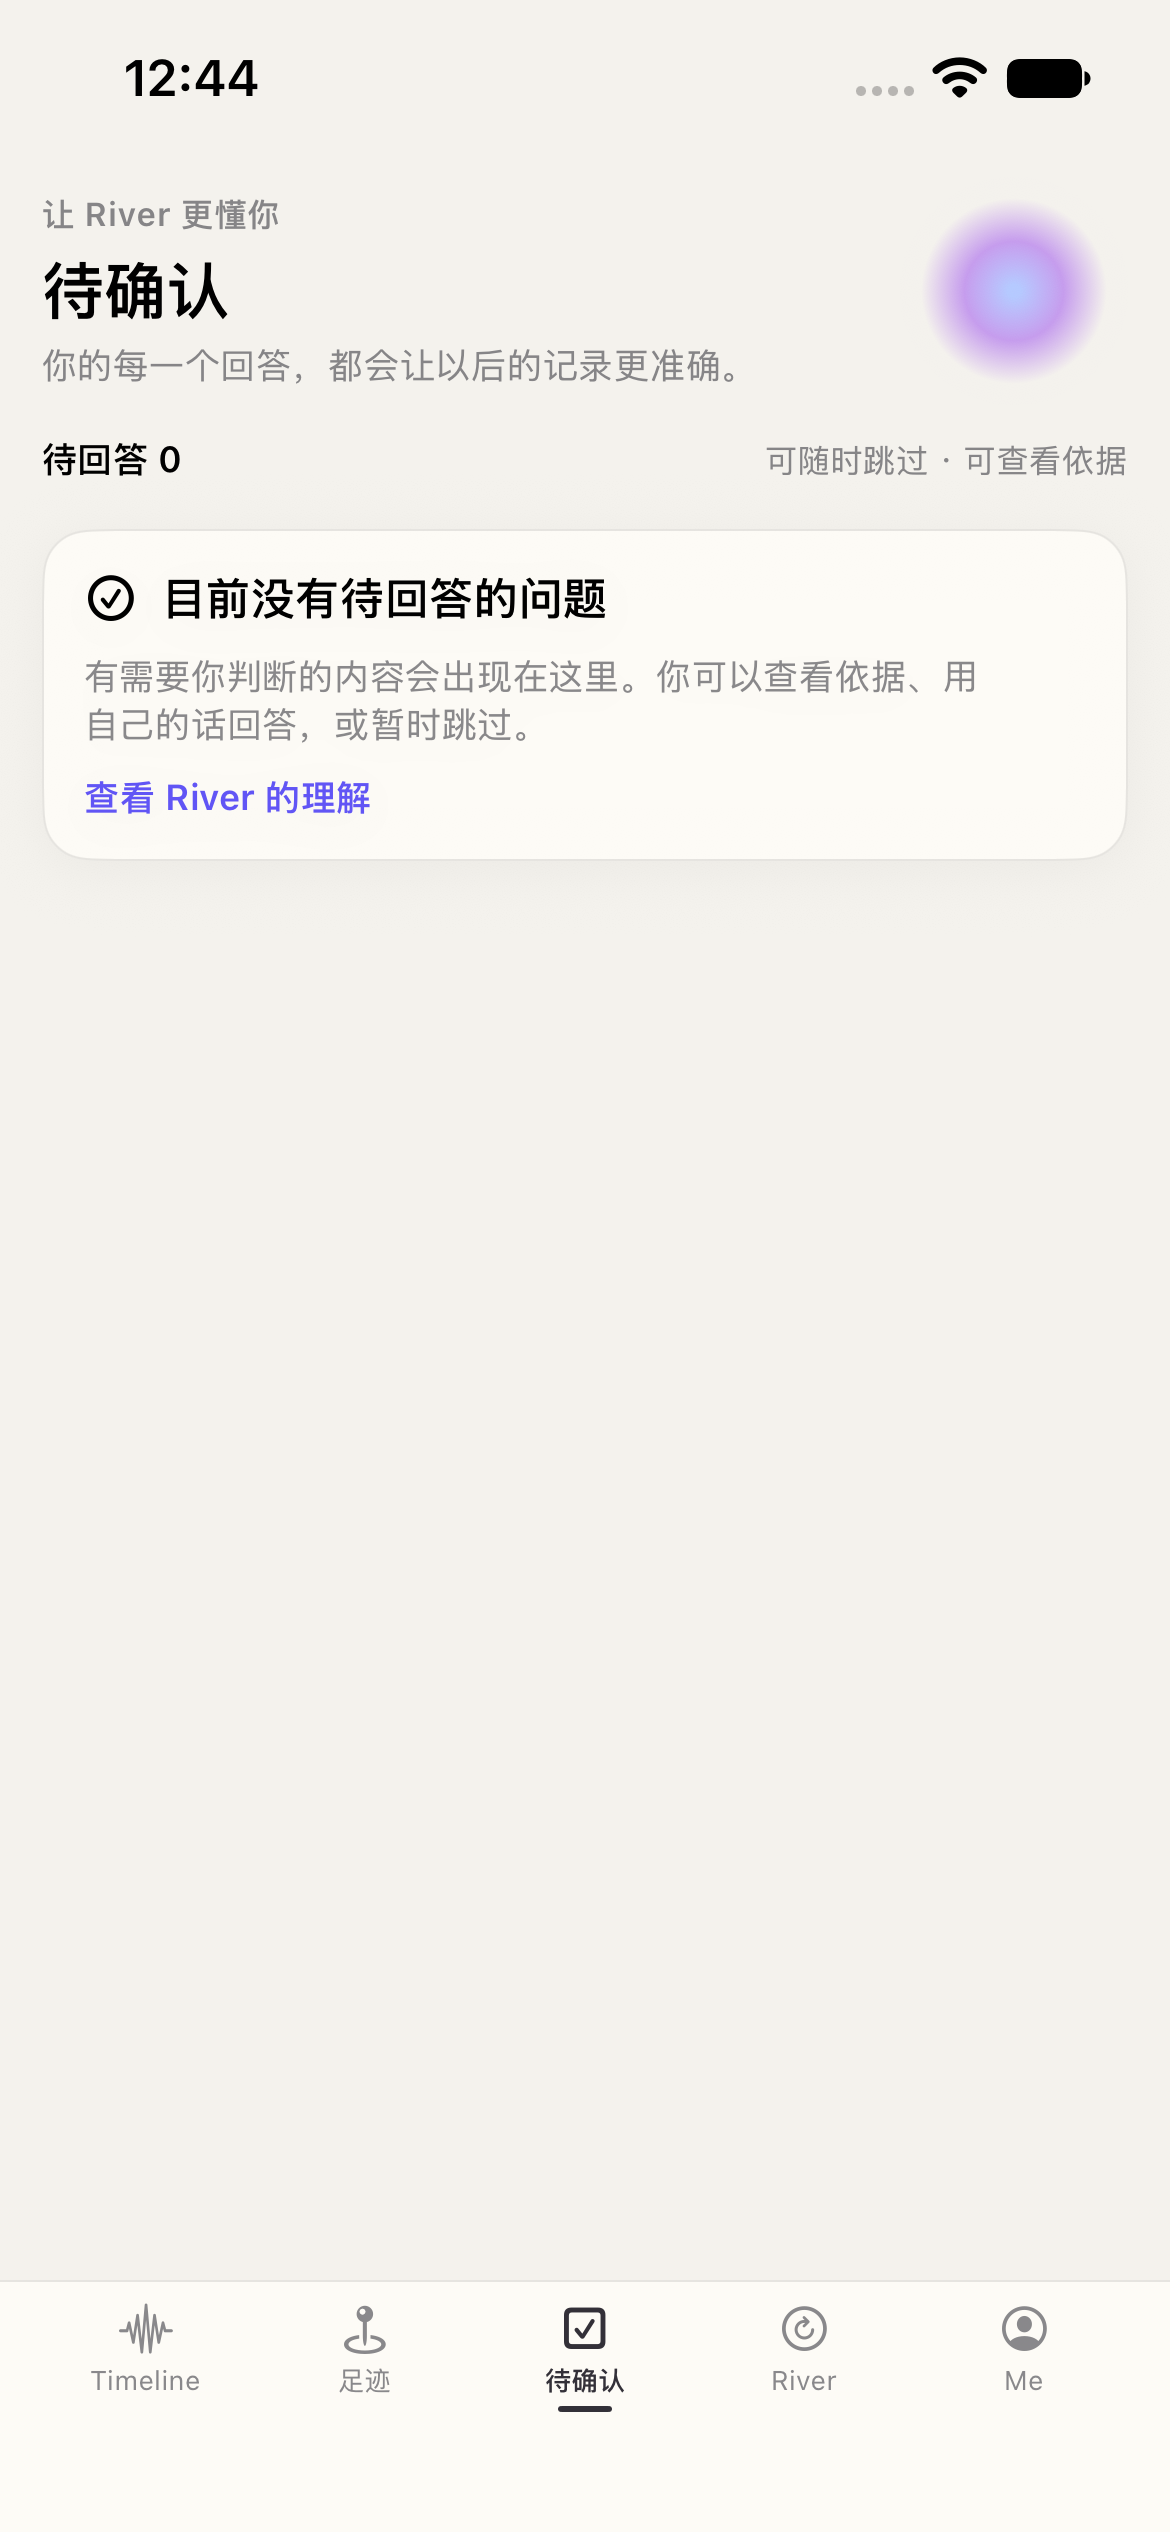 12:44
让 River 更懂你
待确认
你的每一个回答，都会让以后的记录更准确。
待回答 0
可随时跳过 · 可查看依据
目前没有待回答的问题
有需要你判断的内容会出现在这里。你可以查看依据、用
自己的话回答，或暂时跳过。
查看 River 的理解
Timeline
足迹
待确认
River
Me